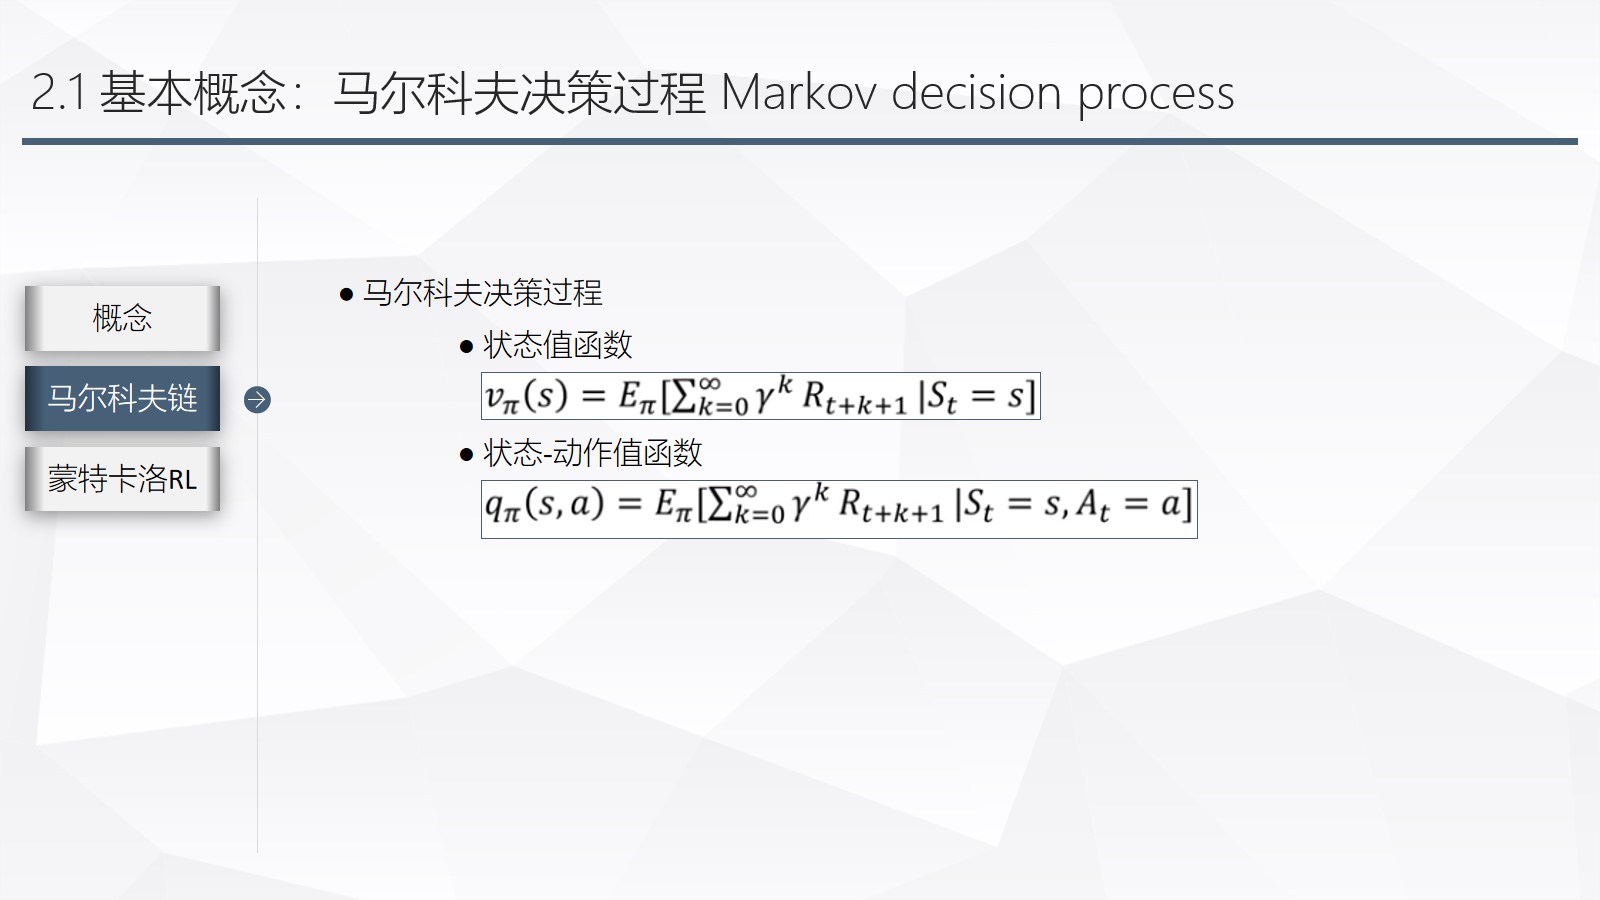 2.1 基本概念：马尔科夫决策过程 Markov decision process
概念
马尔科夫链
蒙特卡洛RL
● 马尔科夫决策过程
● 状态值函数
$v_\pi(s) = E_\pi[\sum_{k=0}^{\infty} \gamma^k R_{t+k+1} | S_t = s]$
● 状态-动作值函数
$q_\pi(s, a) = E_\pi[\sum_{k=0}^{\infty} \gamma^k R_{t+k+1} | S_t = s, A_t = a]$